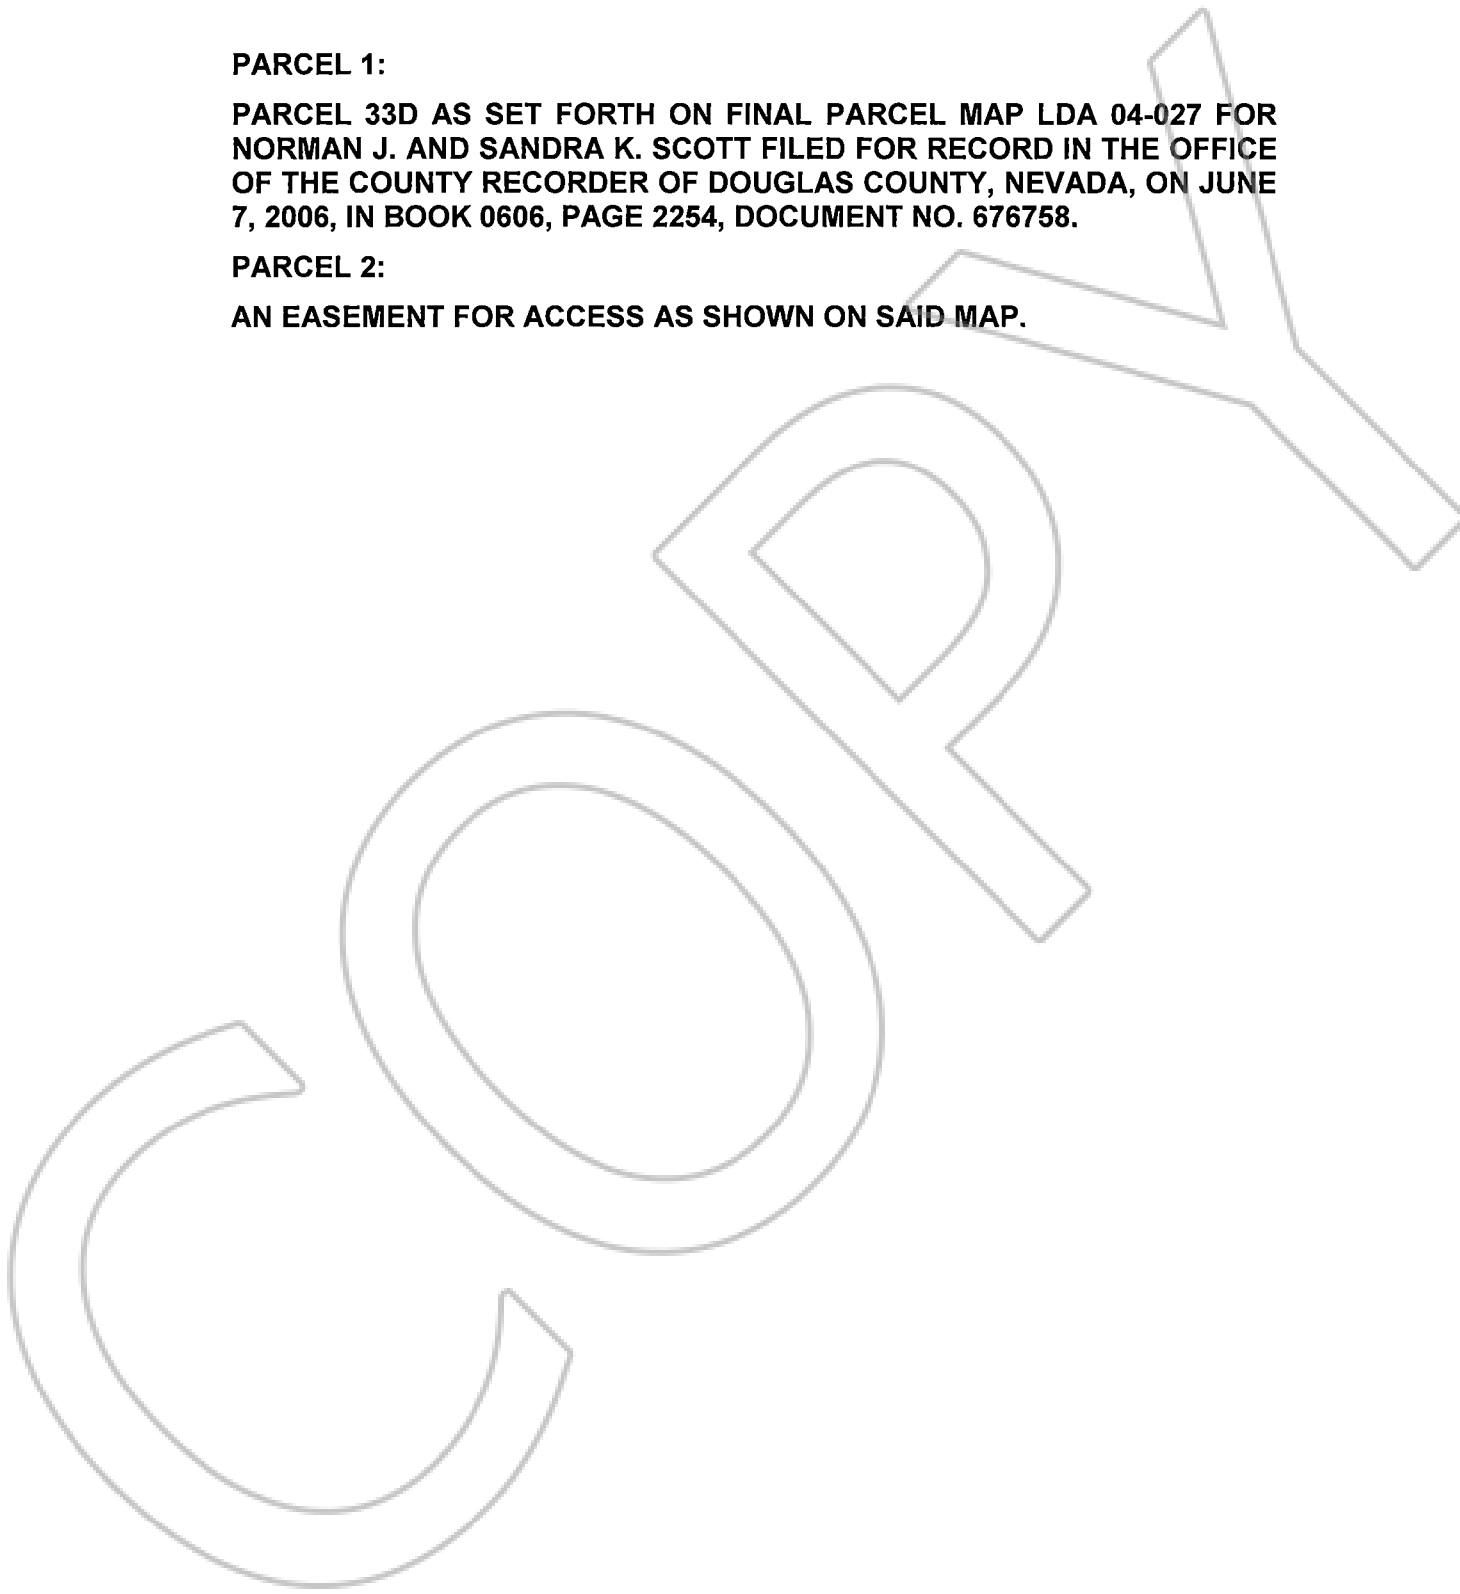 PARCEL 1:
PARCEL 33D AS SET FORTH ON FINAL PARCEL MAP LDA 04-027 FOR
NORMAN J. AND SANDRA K. SCOTT FILED FOR RECORD IN THE OFFICE
OF THE COUNTY RECORDER OF DOUGLAS COUNTY, NEVADA, ON JUNE
7, 2006, IN BOOK 0606, PAGE 2254, DOCUMENT NO. 676758.
PARCEL 2:
AN EASEMENT FOR ACCESS AS SHOWN ON SAID MAP.
COPY